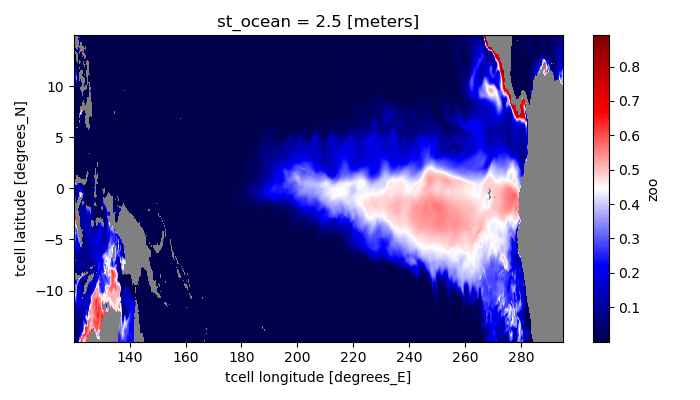 st_ocean = 2.5 [meters]
10
5
0
−5
−10
tcell latitude [degrees_N]
140 160 180 200 220 240 260 280
tcell longitude [degrees_E]
0.8
0.7
0.6
0.5
0.4
0.3
0.2
0.1
zoo